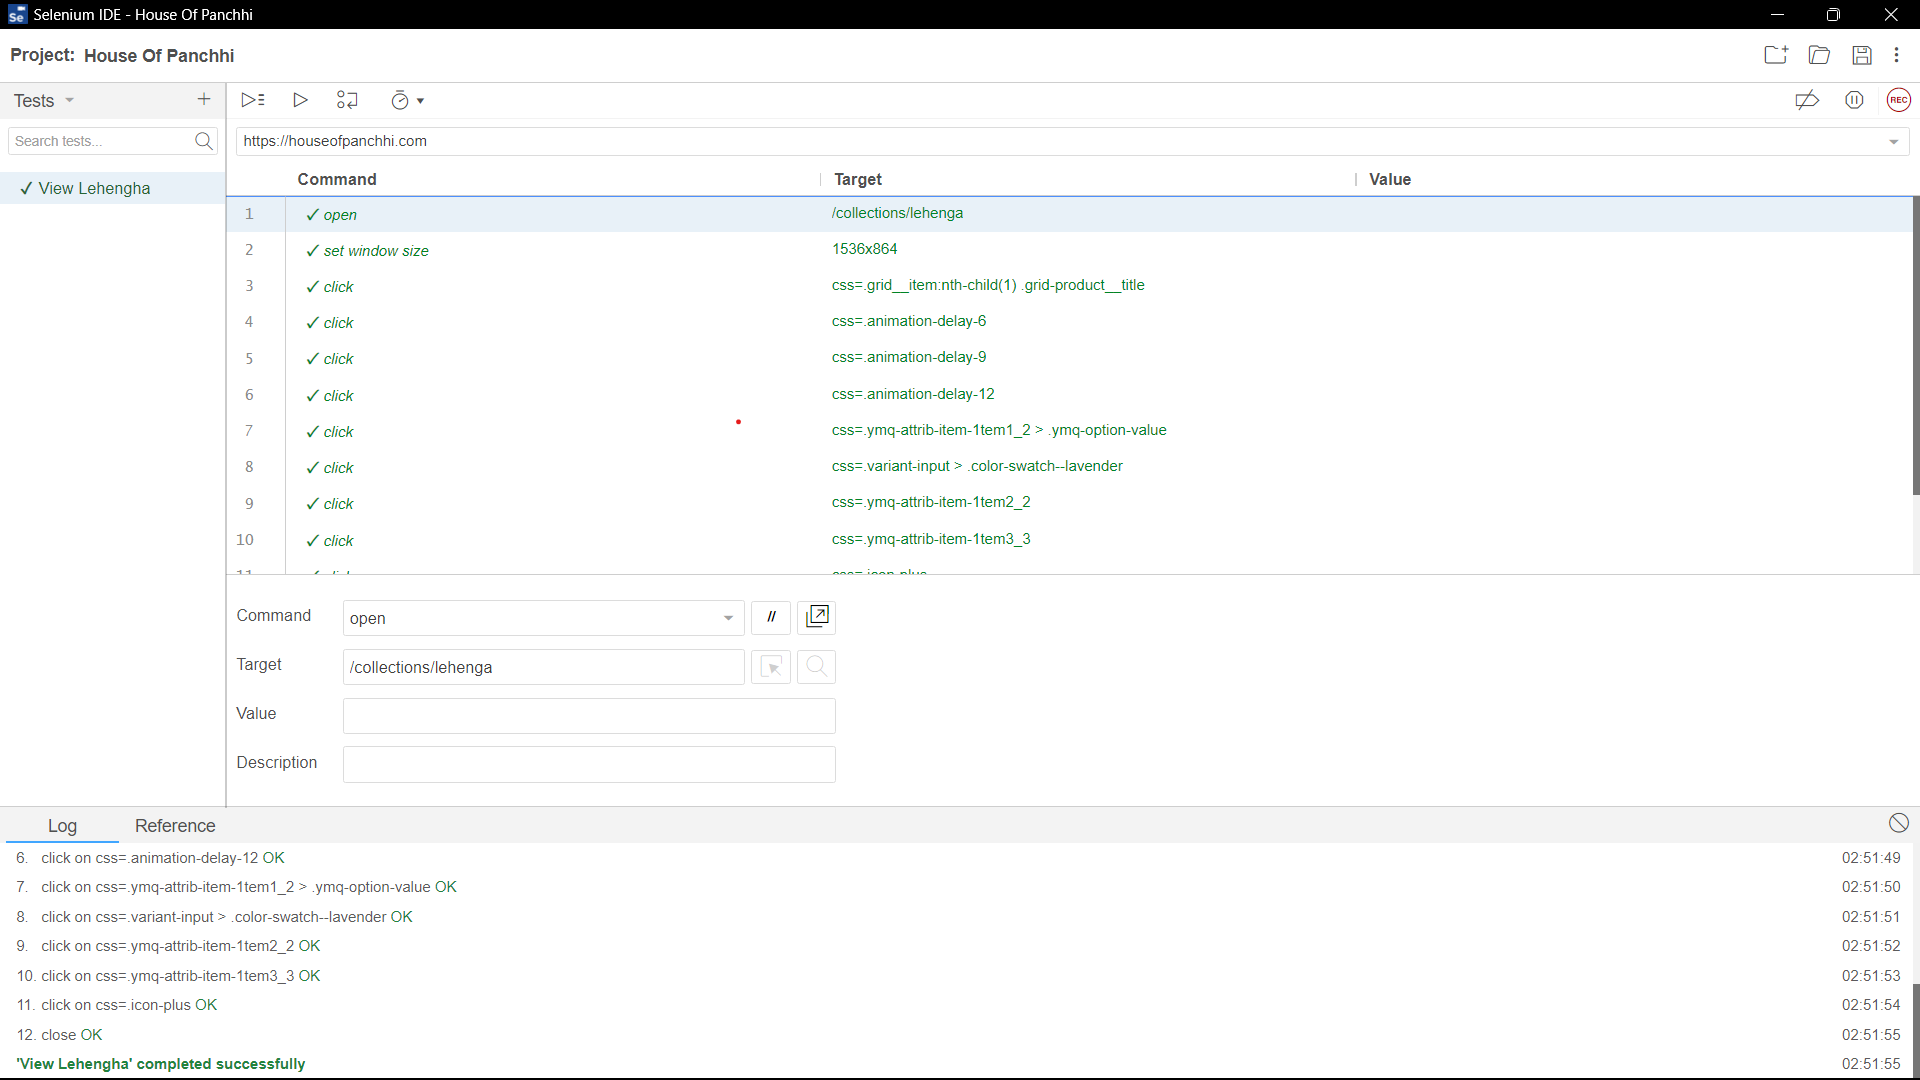 Se Selenium IDE - House Of Panchhi
Project: House Of Panchhi
Tests
Search tests...
✓ View Lehengha
REC
https://houseofpanchhi.com
Command Target Value
1 ✓ open /collections/lehenga
2 ✓ set window size 1536x864
3 ✓ click css=.grid__item:nth-child(1) .grid-product__title
4 ✓ click css=.animation-delay-6
5 ✓ click css=.animation-delay-9
6 ✓ click css=.animation-delay-12
7 ✓ click css=.ymq-attrib-item-1tem1_2 > .ymq-option-value
8 ✓ click css=.variant-input > .color-swatch--lavender
9 ✓ click css=.ymq-attrib-item-1tem2_2
10 ✓ click css=.ymq-attrib-item-1tem3_3
11 ✓ click css=.icon-plus
Command open //
Target /collections/lehenga
Value
Description
Log Reference
6. click on css=.animation-delay-12 OK 02:51:49
7. click on css=.ymq-attrib-item-1tem1_2 > .ymq-option-value OK 02:51:50
8. click on css=.variant-input > .color-swatch--lavender OK 02:51:51
9. click on css=.ymq-attrib-item-1tem2_2 OK 02:51:52
10. click on css=.ymq-attrib-item-1tem3_3 OK 02:51:53
11. click on css=.icon-plus OK 02:51:54
12. close OK 02:51:55
'View Lehengha' completed successfully 02:51:55